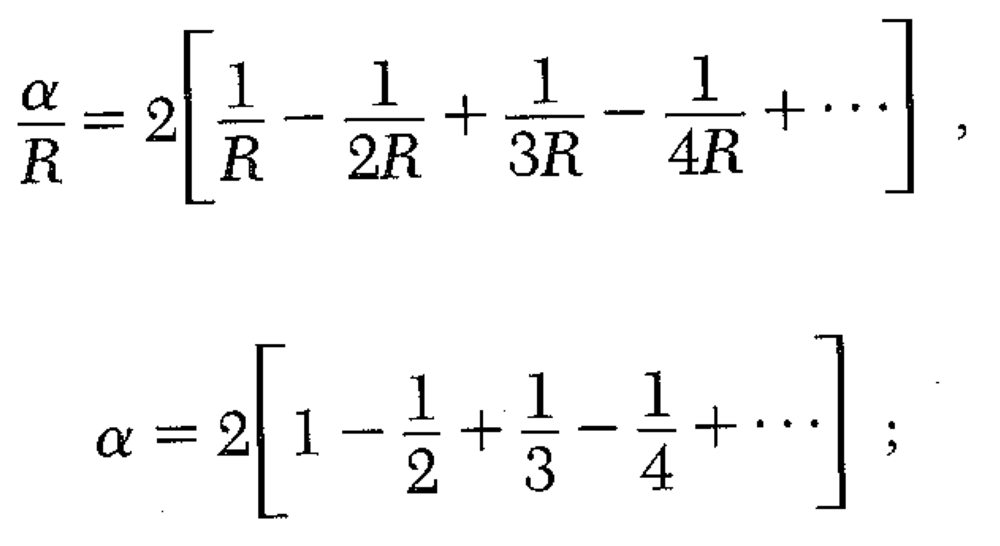 α/R = 2[1/R − 1/2R + 1/3R − 1/4R + ···],
α = 2[1 − 1/2 + 1/3 − 1/4 + ···];